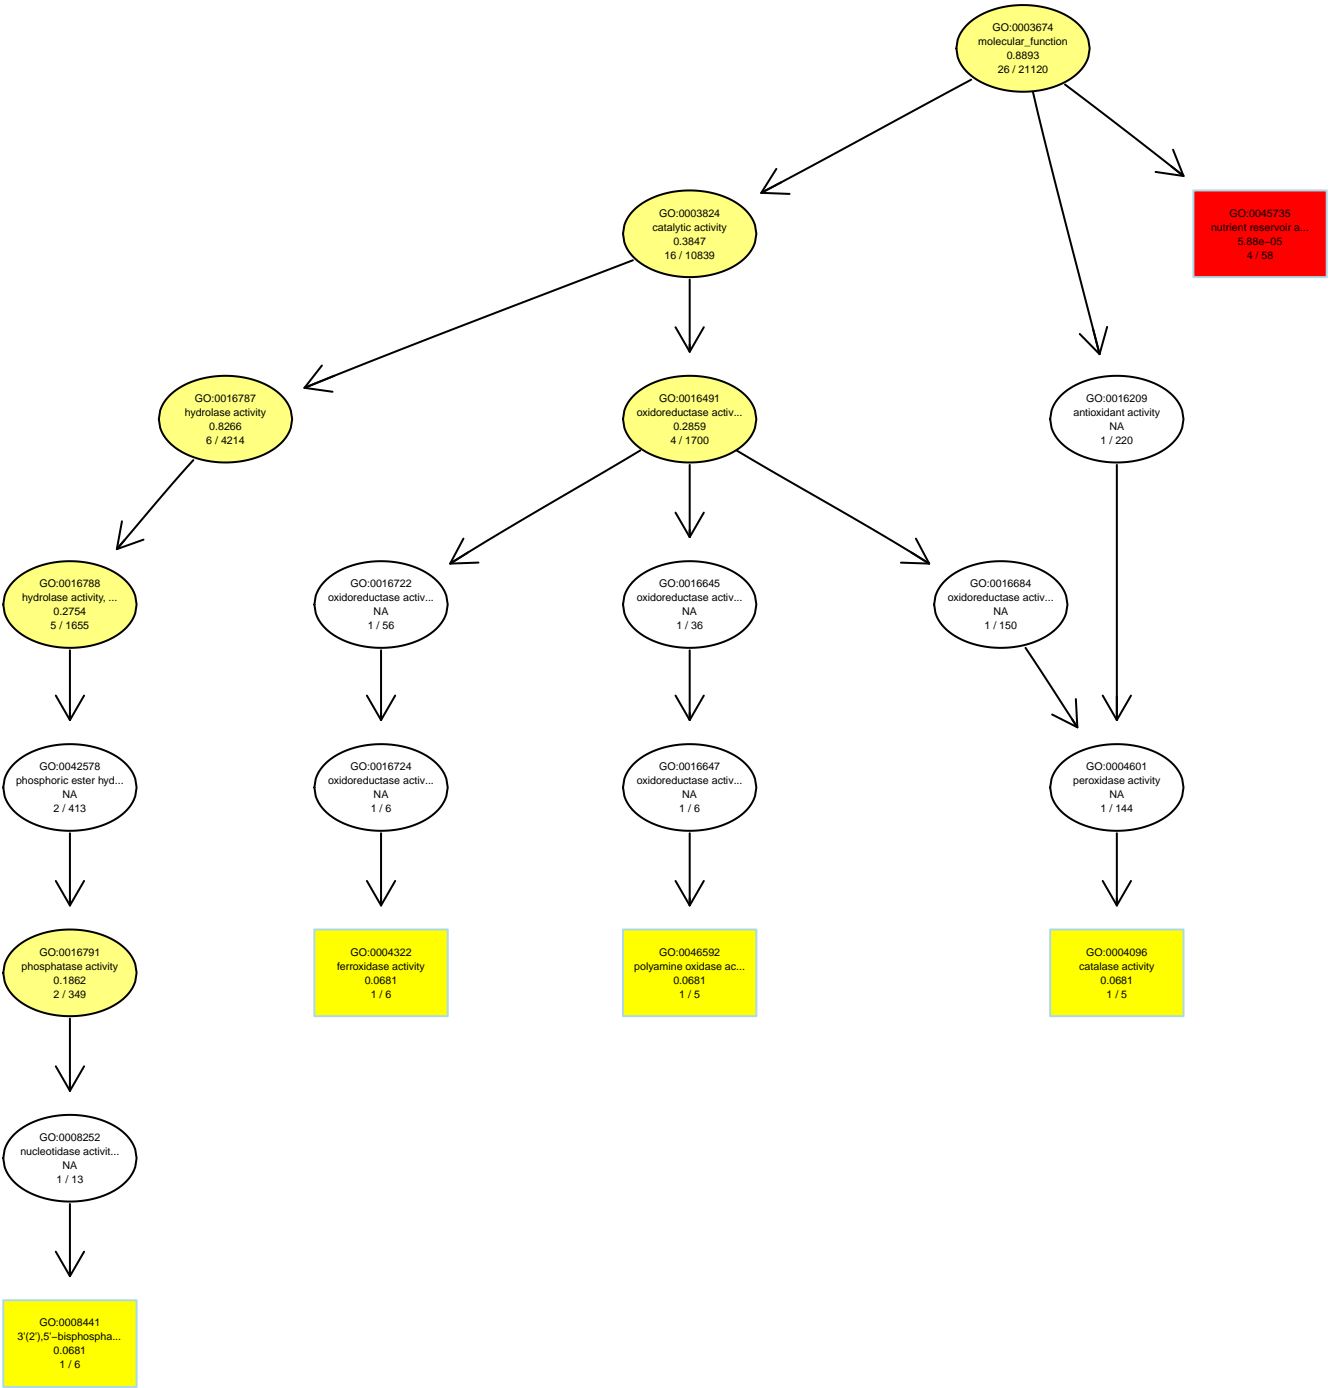 GO:0003674
molecular_function
0.8893
26 / 21120
GO:0003824
catalytic activity
0.3847
16 / 10839
GO:0045735
nutrient reservoir a...
5.88e−05
4 / 58
GO:0016787
hydrolase activity
0.8266
6 / 4214
GO:0016491
oxidoreductase activ...
0.2859
4 / 1700
GO:0016209
antioxidant activity
NA
1 / 220
GO:0016788
hydrolase activity, ...
0.2754
5 / 1655
GO:0016722
oxidoreductase activ...
NA
1 / 56
GO:0016645
oxidoreductase activ...
NA
1 / 36
GO:0016684
oxidoreductase activ...
NA
1 / 150
GO:0042578
phosphoric ester hyd...
NA
2 / 413
GO:0016724
oxidoreductase activ...
NA
1 / 6
GO:0016647
oxidoreductase activ...
NA
1 / 6
GO:0004601
peroxidase activity
NA
1 / 144
GO:0016791
phosphatase activity
0.1862
2 / 349
GO:0004322
ferroxidase activity
0.0681
1 / 6
GO:0046592
polyamine oxidase ac...
0.0681
1 / 5
GO:0004096
catalase activity
0.0681
1 / 5
GO:0008252
nucleotidase activit...
NA
1 / 13
GO:0008441
3'(2'),5'−bisphospha...
0.0681
1 / 6